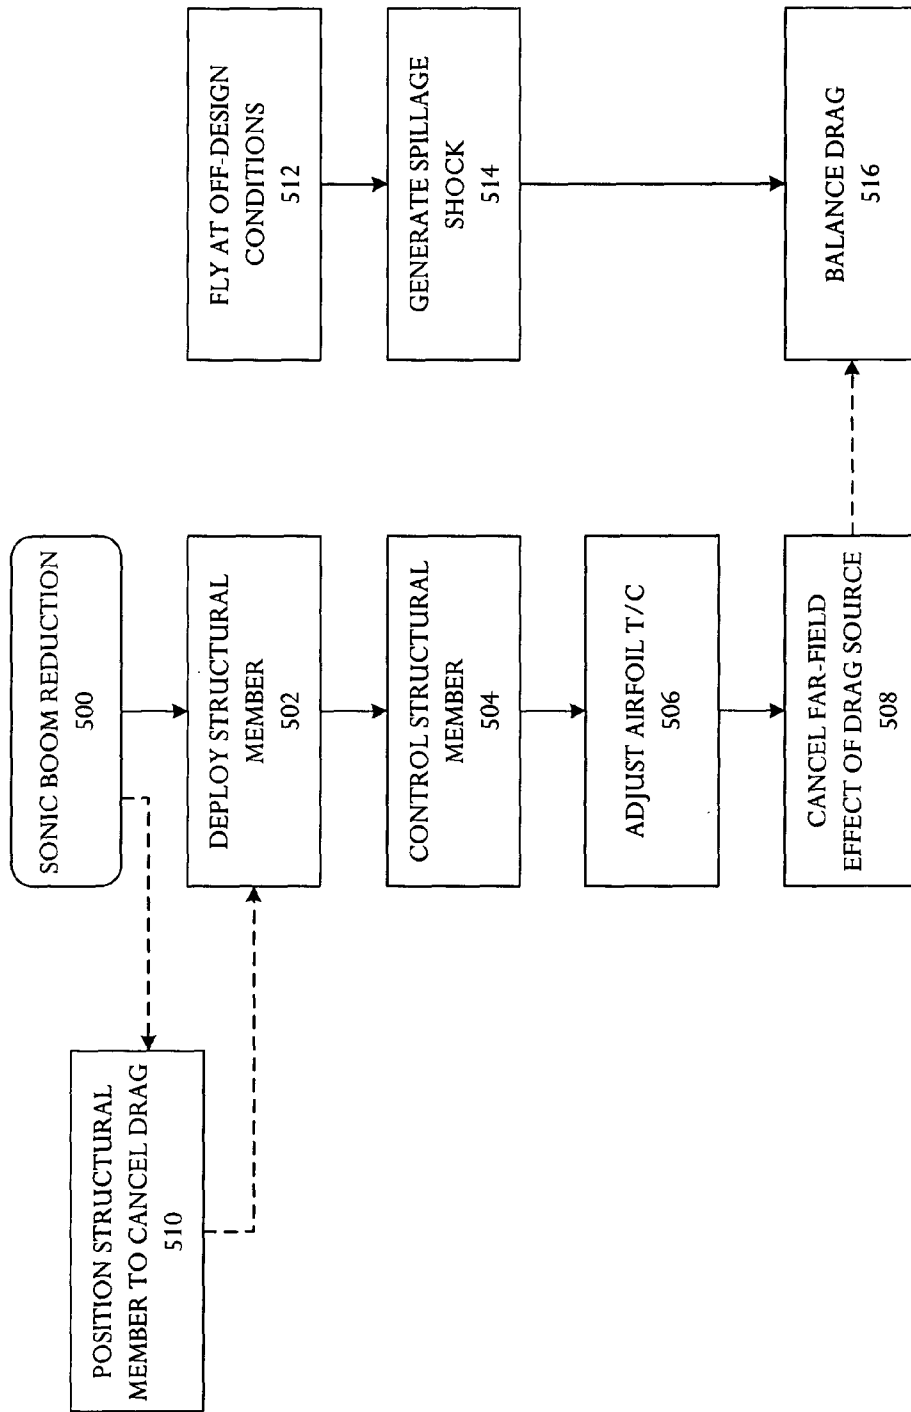 SONIC BOOM REDUCTION
500
POSITION STRUCTURAL
MEMBER TO CANCEL DRAG
510
DEPLOY STRUCTURAL
MEMBER
502
CONTROL STRUCTURAL
MEMBER
504
ADJUST AIRFOIL T/C
506
CANCEL FAR-FIELD
EFFECT OF DRAG SOURCE
508
FLY AT OFF-DESIGN
CONDITIONS
512
GENERATE SPILLAGE
SHOCK
514
BALANCE DRAG
516